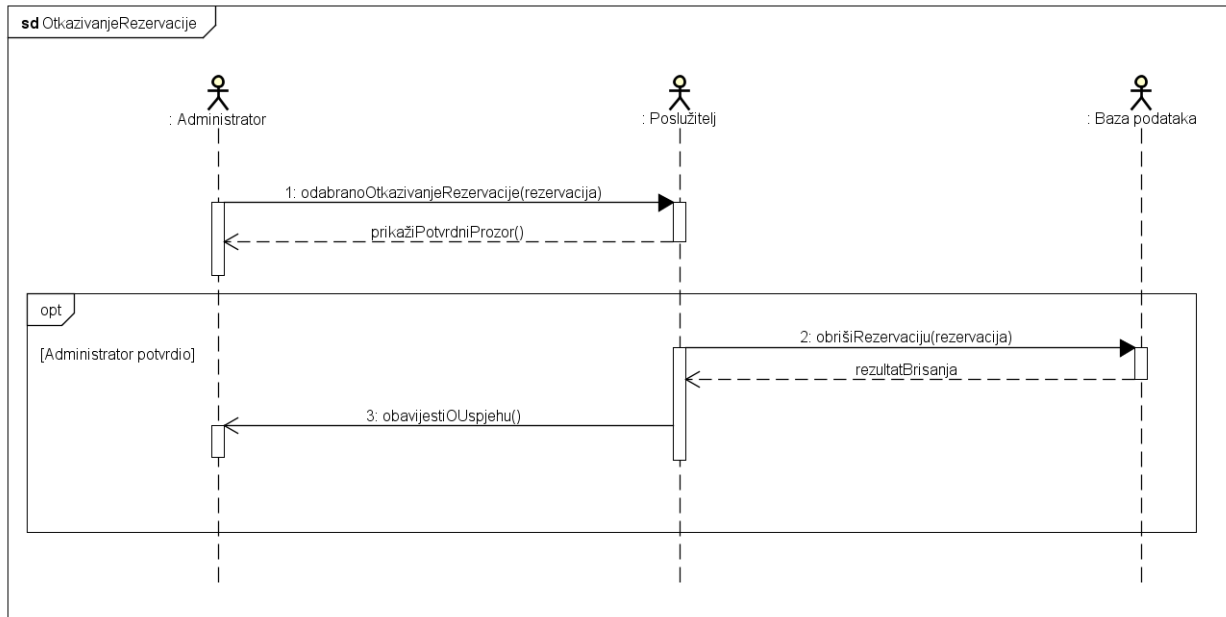 sd OtkazivanjeRezervacije
: Administrator
: Poslužitelj
: Baza podataka
1: odabranoOtkazivanjeRezervacije(rezervacija)
prikažiPotvrdniProzor()
opt
[Administrator potvrdio]
2: obrišiRezervaciju(rezervacija)
rezultatBrisanja
3: obavijestiOUspjehu()